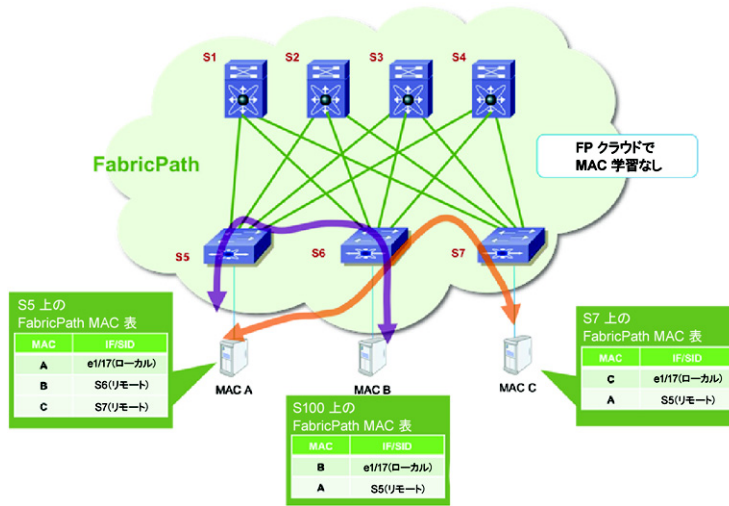 S1
S2
S3
S4
FP クラウドで
MAC 学習なし
FabricPath
S5
S6
S7
S5 上の
FabricPath MAC 表
MAC IF/SID
A e1/17(ローカル)
B S6(リモート)
C S7(リモート)
MAC A
MAC B
MAC C
S7 上の
FabricPath MAC 表
MAC IF/SID
C e1/17(ローカル)
A S5(リモート)
S100 上の
FabricPath MAC 表
MAC IF/SID
B e1/17(ローカル)
A S5(リモート)